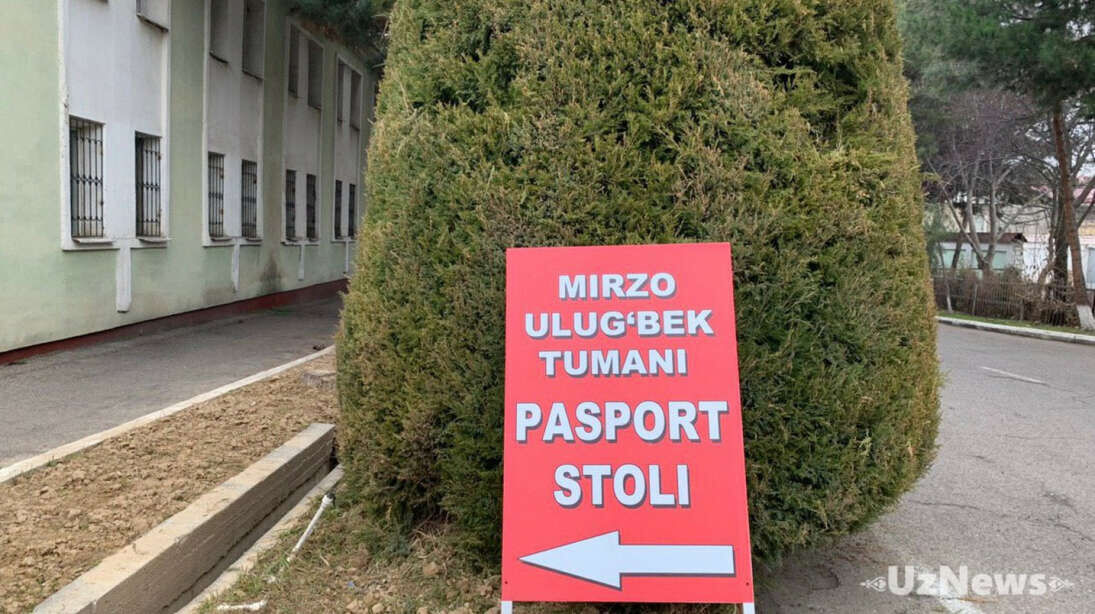 MIRZO
ULUG‘BEK
TUMANI
PASPORT
STOLI
UzNews